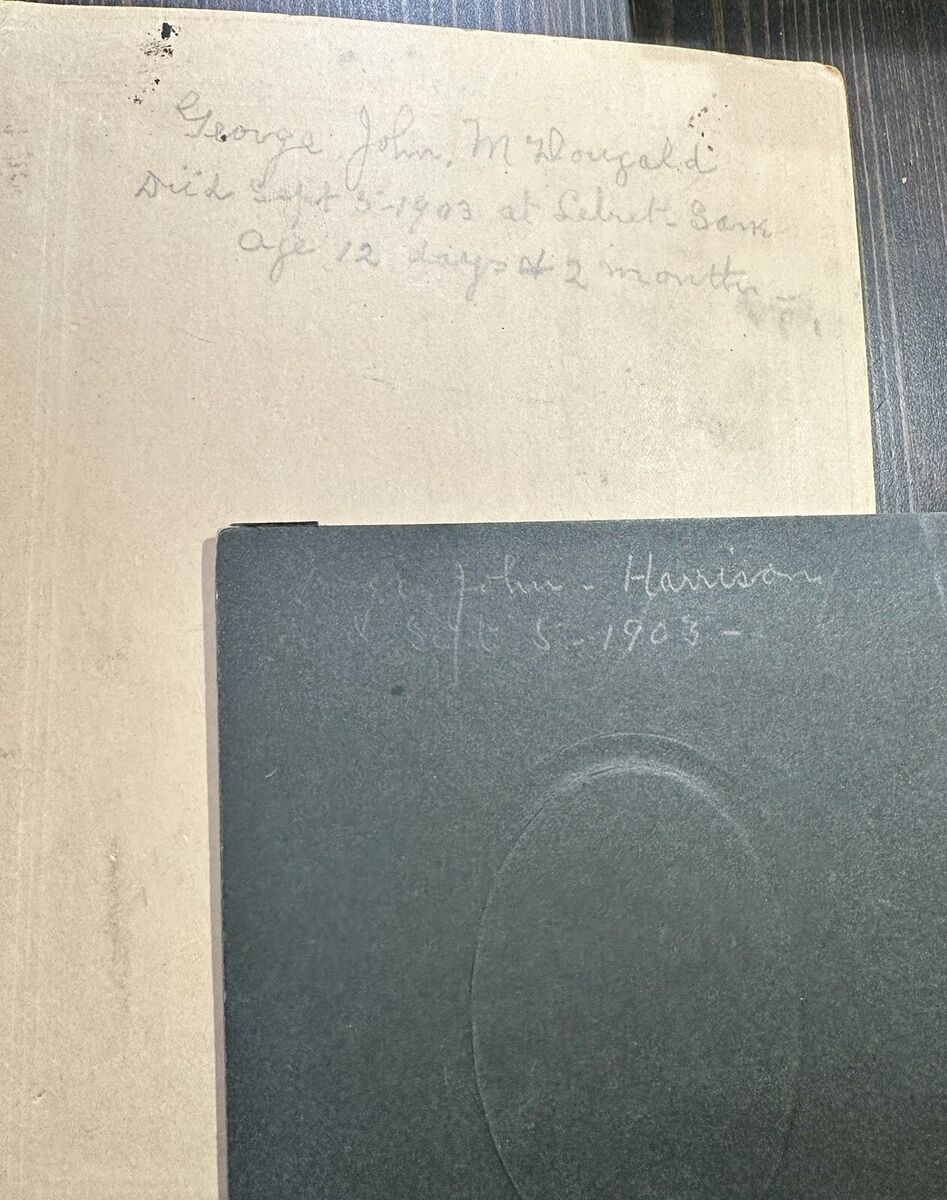 George John, McDougald
Died Sept 5-1903 at Selret-Sask
age 12 days & 2 months
John - Harrison
Sept 5-1903-